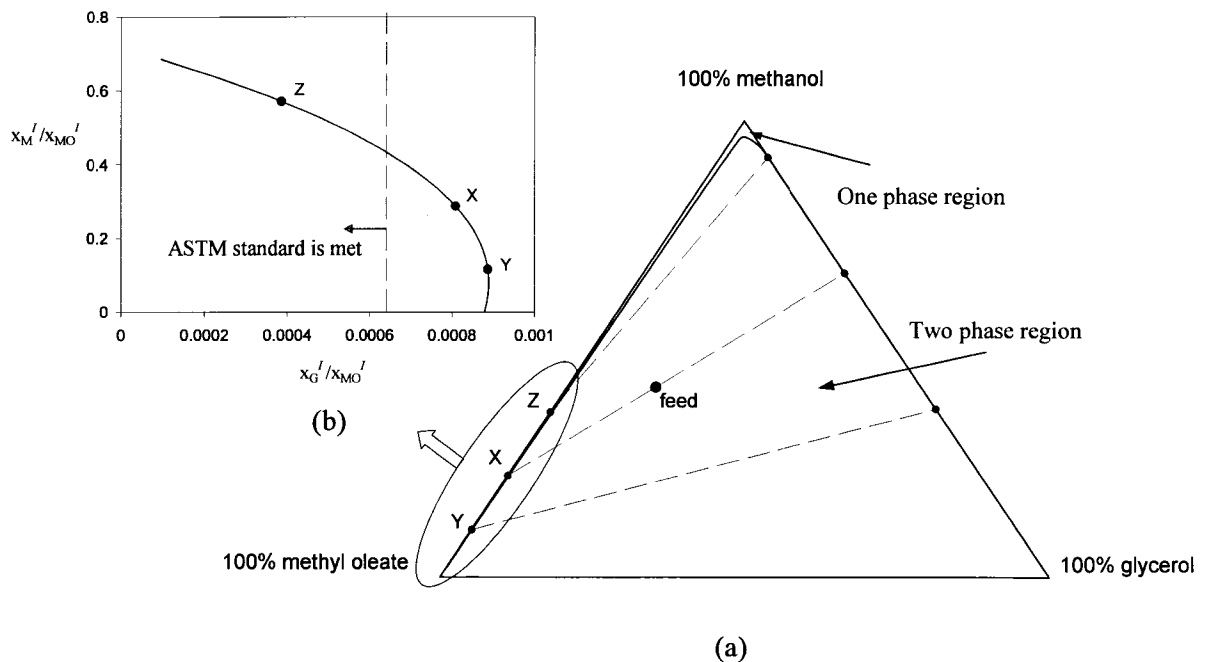 0.8
0.6
0.4
0.2
0
x_M^I/x_MO^I
Z
X
Y
ASTM standard is met
0 0.0002 0.0004 0.0006 0.0008 0.001
x_G^I/x_MO^I
(b)
100% methanol
One phase region
Two phase region
feed
Z
X
Y
100% methyl oleate
100% glycerol
(a)